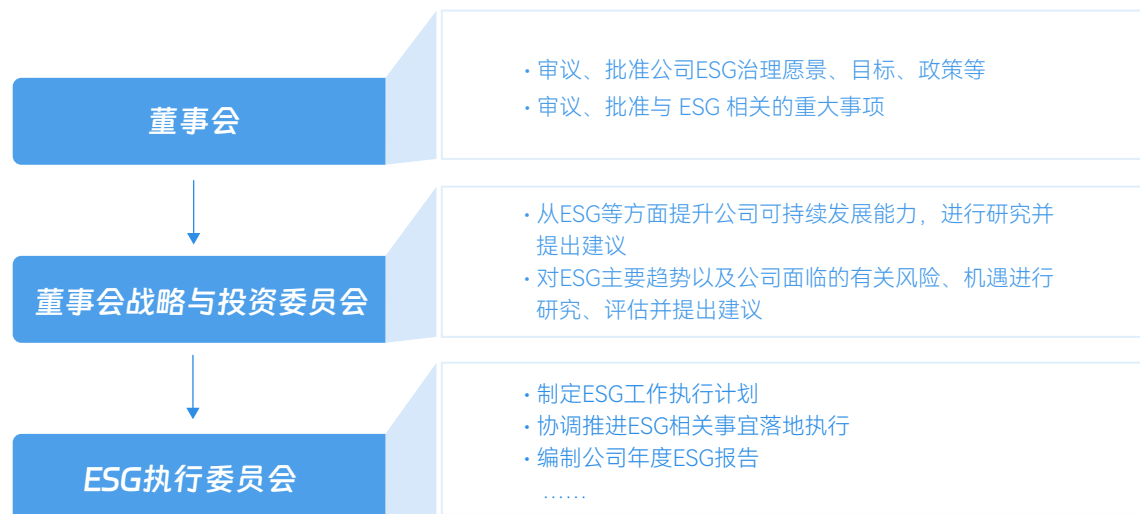 董事会
· 审议、批准公司ESG治理愿景、目标、政策等
· 审议、批准与 ESG 相关的重大事项
董事会战略与投资委员会
· 从ESG等方面提升公司可持续发展能力，进行研究并
提出建议
· 对ESG主要趋势以及公司面临的有关风险、机遇进行
研究、评估并提出建议
ESG执行委员会
· 制定ESG工作执行计划
· 协调推进ESG相关事宜落地执行
· 编制公司年度ESG报告
……